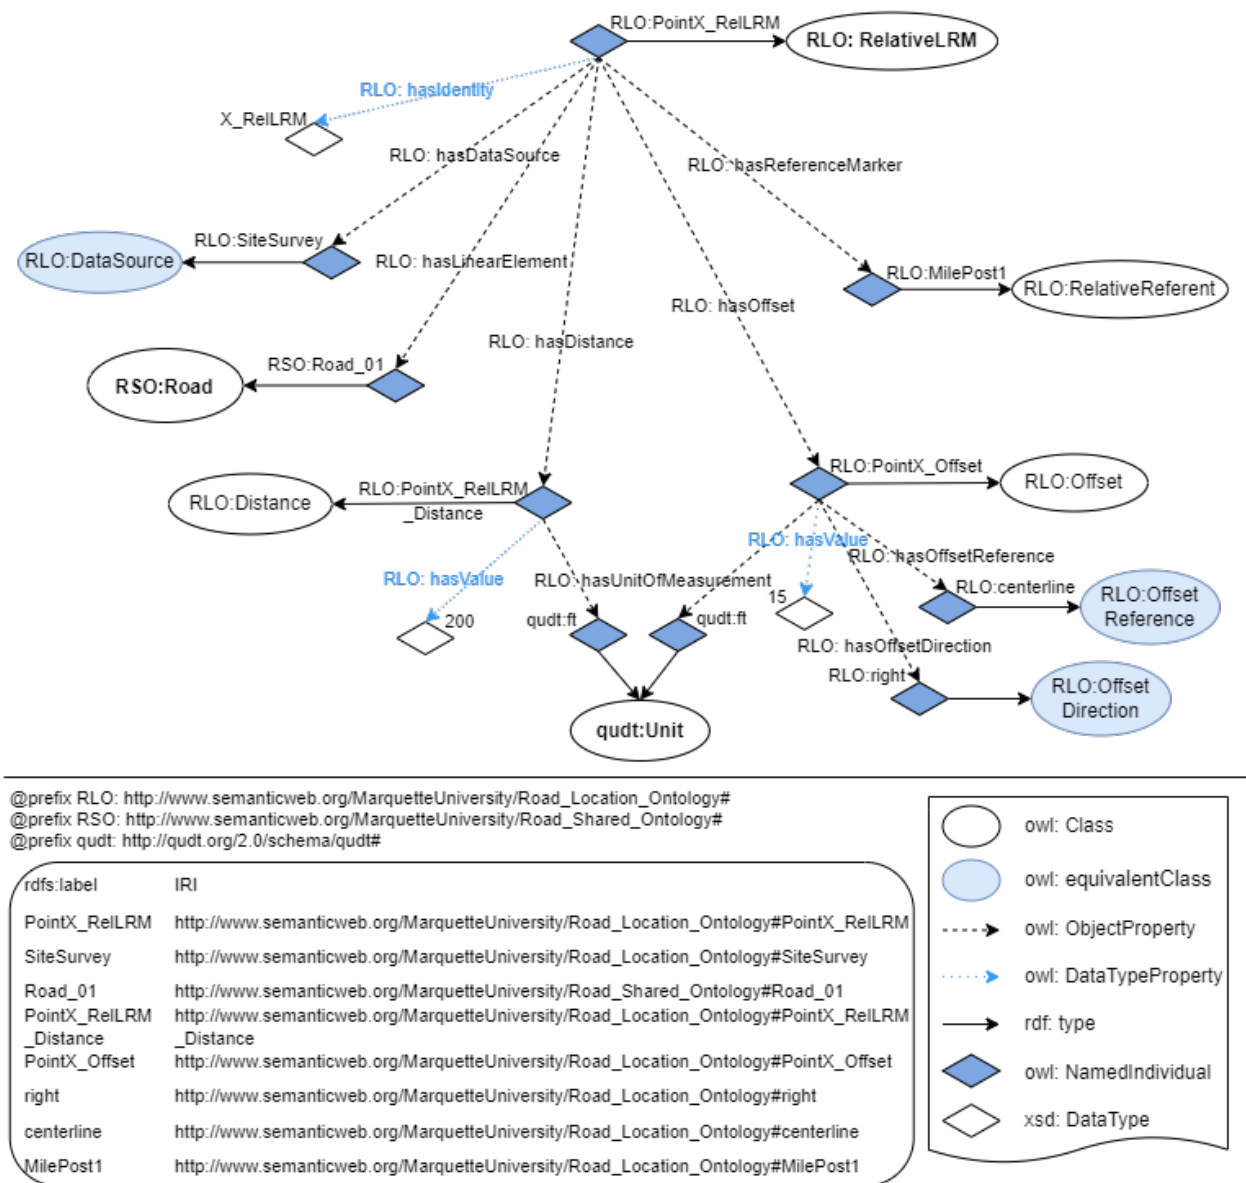 RLO:PointX_RelLRM
RLO: RelativeLRM
RLO: hasIdentity
X_RelLRM
RLO: hasDataSource
RLO: hasReferenceMarker
RLO:SiteSurvey
RLO:DataSource
RLO: hasLinearElement
RLO:MilePost1
RLO:RelativeReferent
RLO: hasOffset
RLO: hasDistance
RSO:Road_01
RSO:Road
RLO:PointX_Offset
RLO:Offset
RLO:PointX_RelLRM
_Distance
RLO:Distance
RLO: hasValue
RLO: hasOffsetReference
RLO: hasValue
RLO: hasUnitOfMeasurement
RLO:centerline
RLO:Offset
Reference
15
200
qudt:ft
qudt:ft
RLO: hasOffsetDirection
RLO:right
RLO:Offset
Direction
qudt:Unit
@prefix RLO: http://www.semanticweb.org/MarquetteUniversity/Road_Location_Ontology#
@prefix RSO: http://www.semanticweb.org/MarquetteUniversity/Road_Shared_Ontology#
@prefix qudt: http://qudt.org/2.0/schema/qudt#
rdfs:label IRI
PointX_RelLRM http://www.semanticweb.org/MarquetteUniversity/Road_Location_Ontology#PointX_RelLRM
SiteSurvey http://www.semanticweb.org/MarquetteUniversity/Road_Location_Ontology#SiteSurvey
Road_01 http://www.semanticweb.org/MarquetteUniversity/Road_Shared_Ontology#Road_01
PointX_RelLRM http://www.semanticweb.org/MarquetteUniversity/Road_Location_Ontology#PointX_RelLRM
_Distance _Distance
PointX_Offset http://www.semanticweb.org/MarquetteUniversity/Road_Location_Ontology#PointX_Offset
right http://www.semanticweb.org/MarquetteUniversity/Road_Location_Ontology#right
centerline http://www.semanticweb.org/MarquetteUniversity/Road_Location_Ontology#centerline
MilePost1 http://www.semanticweb.org/MarquetteUniversity/Road_Location_Ontology#MilePost1
owl: Class
owl: equivalentClass
owl: ObjectProperty
owl: DataTypeProperty
rdf: type
owl: NamedIndividual
xsd: DataType